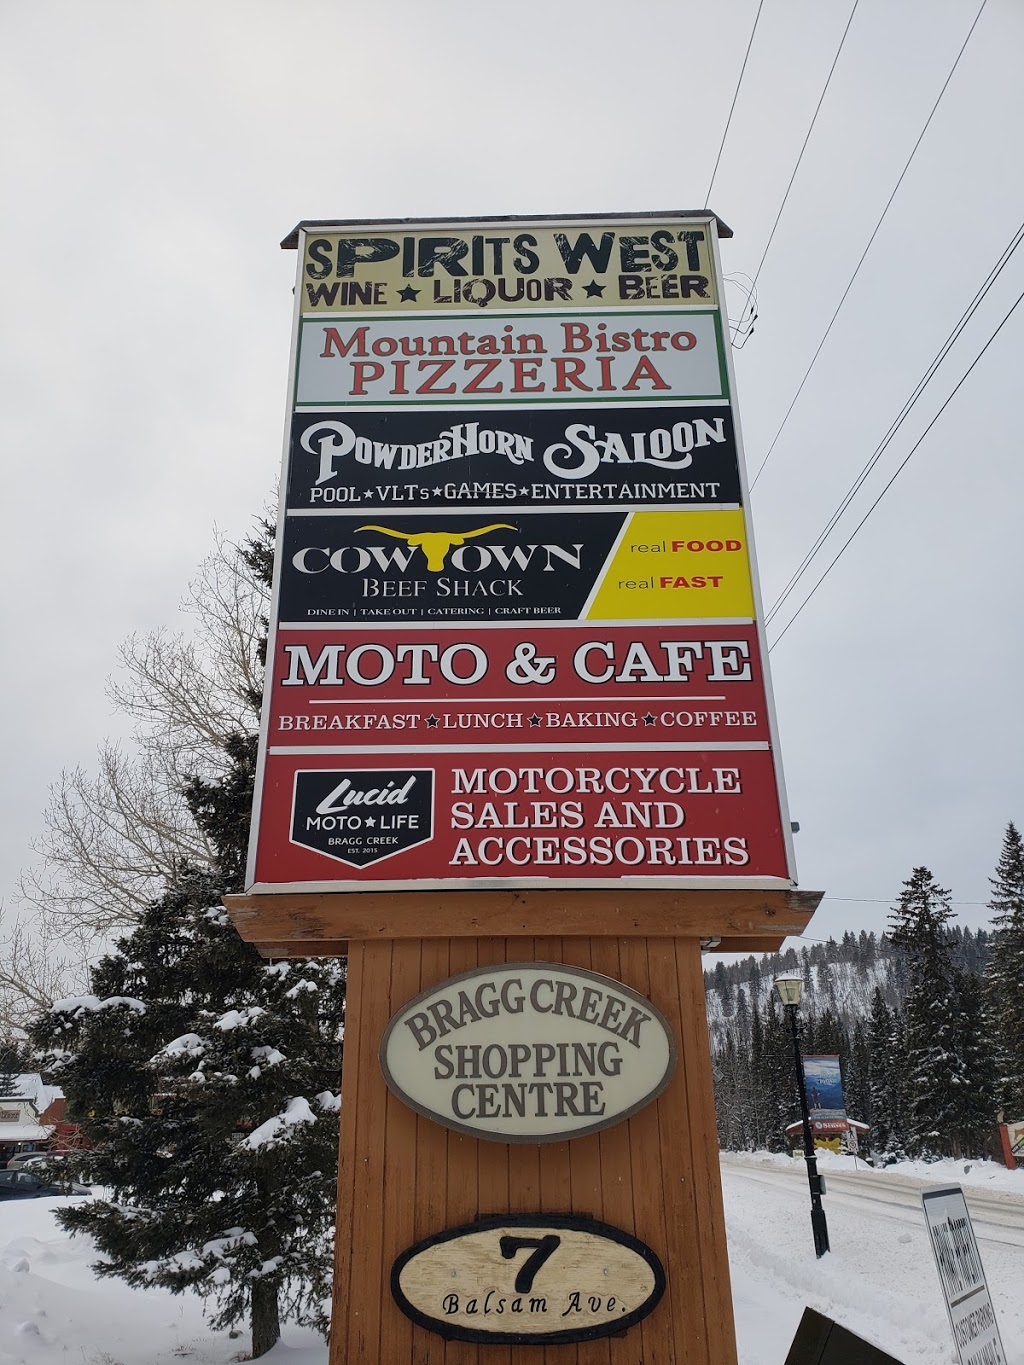 SPIRITS WEST
WINE ★ LIQUOR ★ BEER
Mountain Bistro
PIZZERIA
POWDERHORN SALOON
POOL★VLTs★GAMES★ENTERTAINMENT
COWTOWN
BEEF SHACK
DINE IN | TAKE OUT | CATERING | CRAFT BEER
real FOOD
real FAST
MOTO & CAFE
BREAKFAST★LUNCH★BAKING★COFFEE
Lucid
MOTO★LIFE
BRAGG CREEK
EST. 2015
MOTORCYCLE
SALES AND
ACCESSORIES
BRAGG CREEK
SHOPPING
CENTRE
7
Balsam Ave.
CUSTOMER PARKING